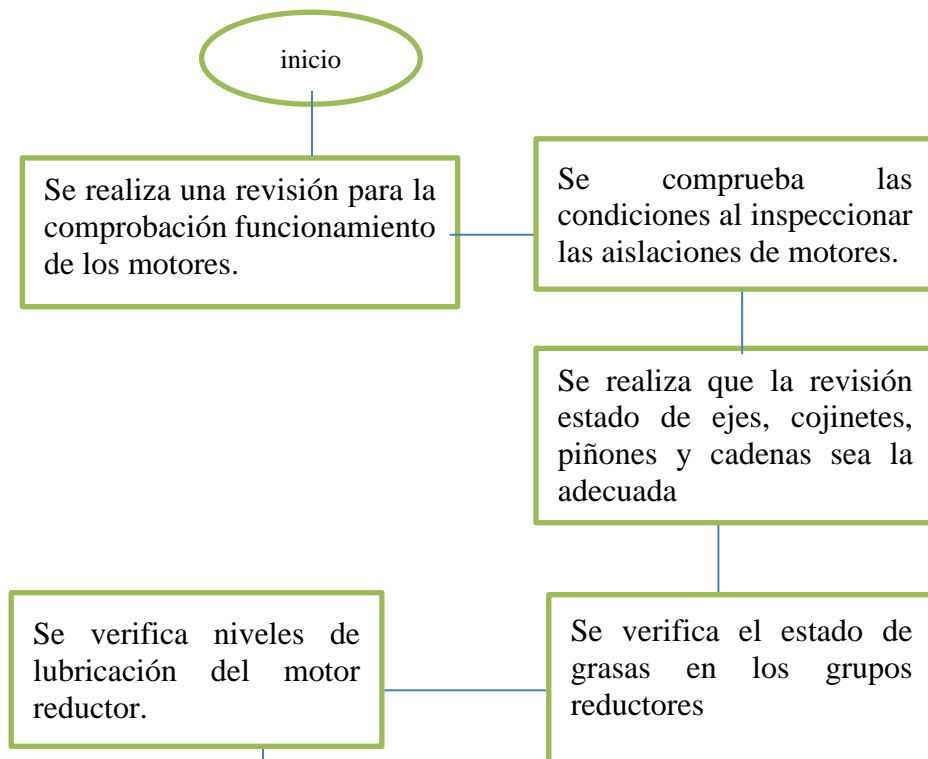 inicio
Se realiza una revisión para la
comprobación funcionamiento
de los motores.
Se comprueba las
condiciones al inspeccionar
las aislaciones de motores.
Se realiza que la revisión
estado de ejes, cojinetes,
piñones y cadenas sea la
adecuada
Se verifica el estado de
grasas en los grupos
reductores
Se verifica niveles de
lubricación del motor
reductor.